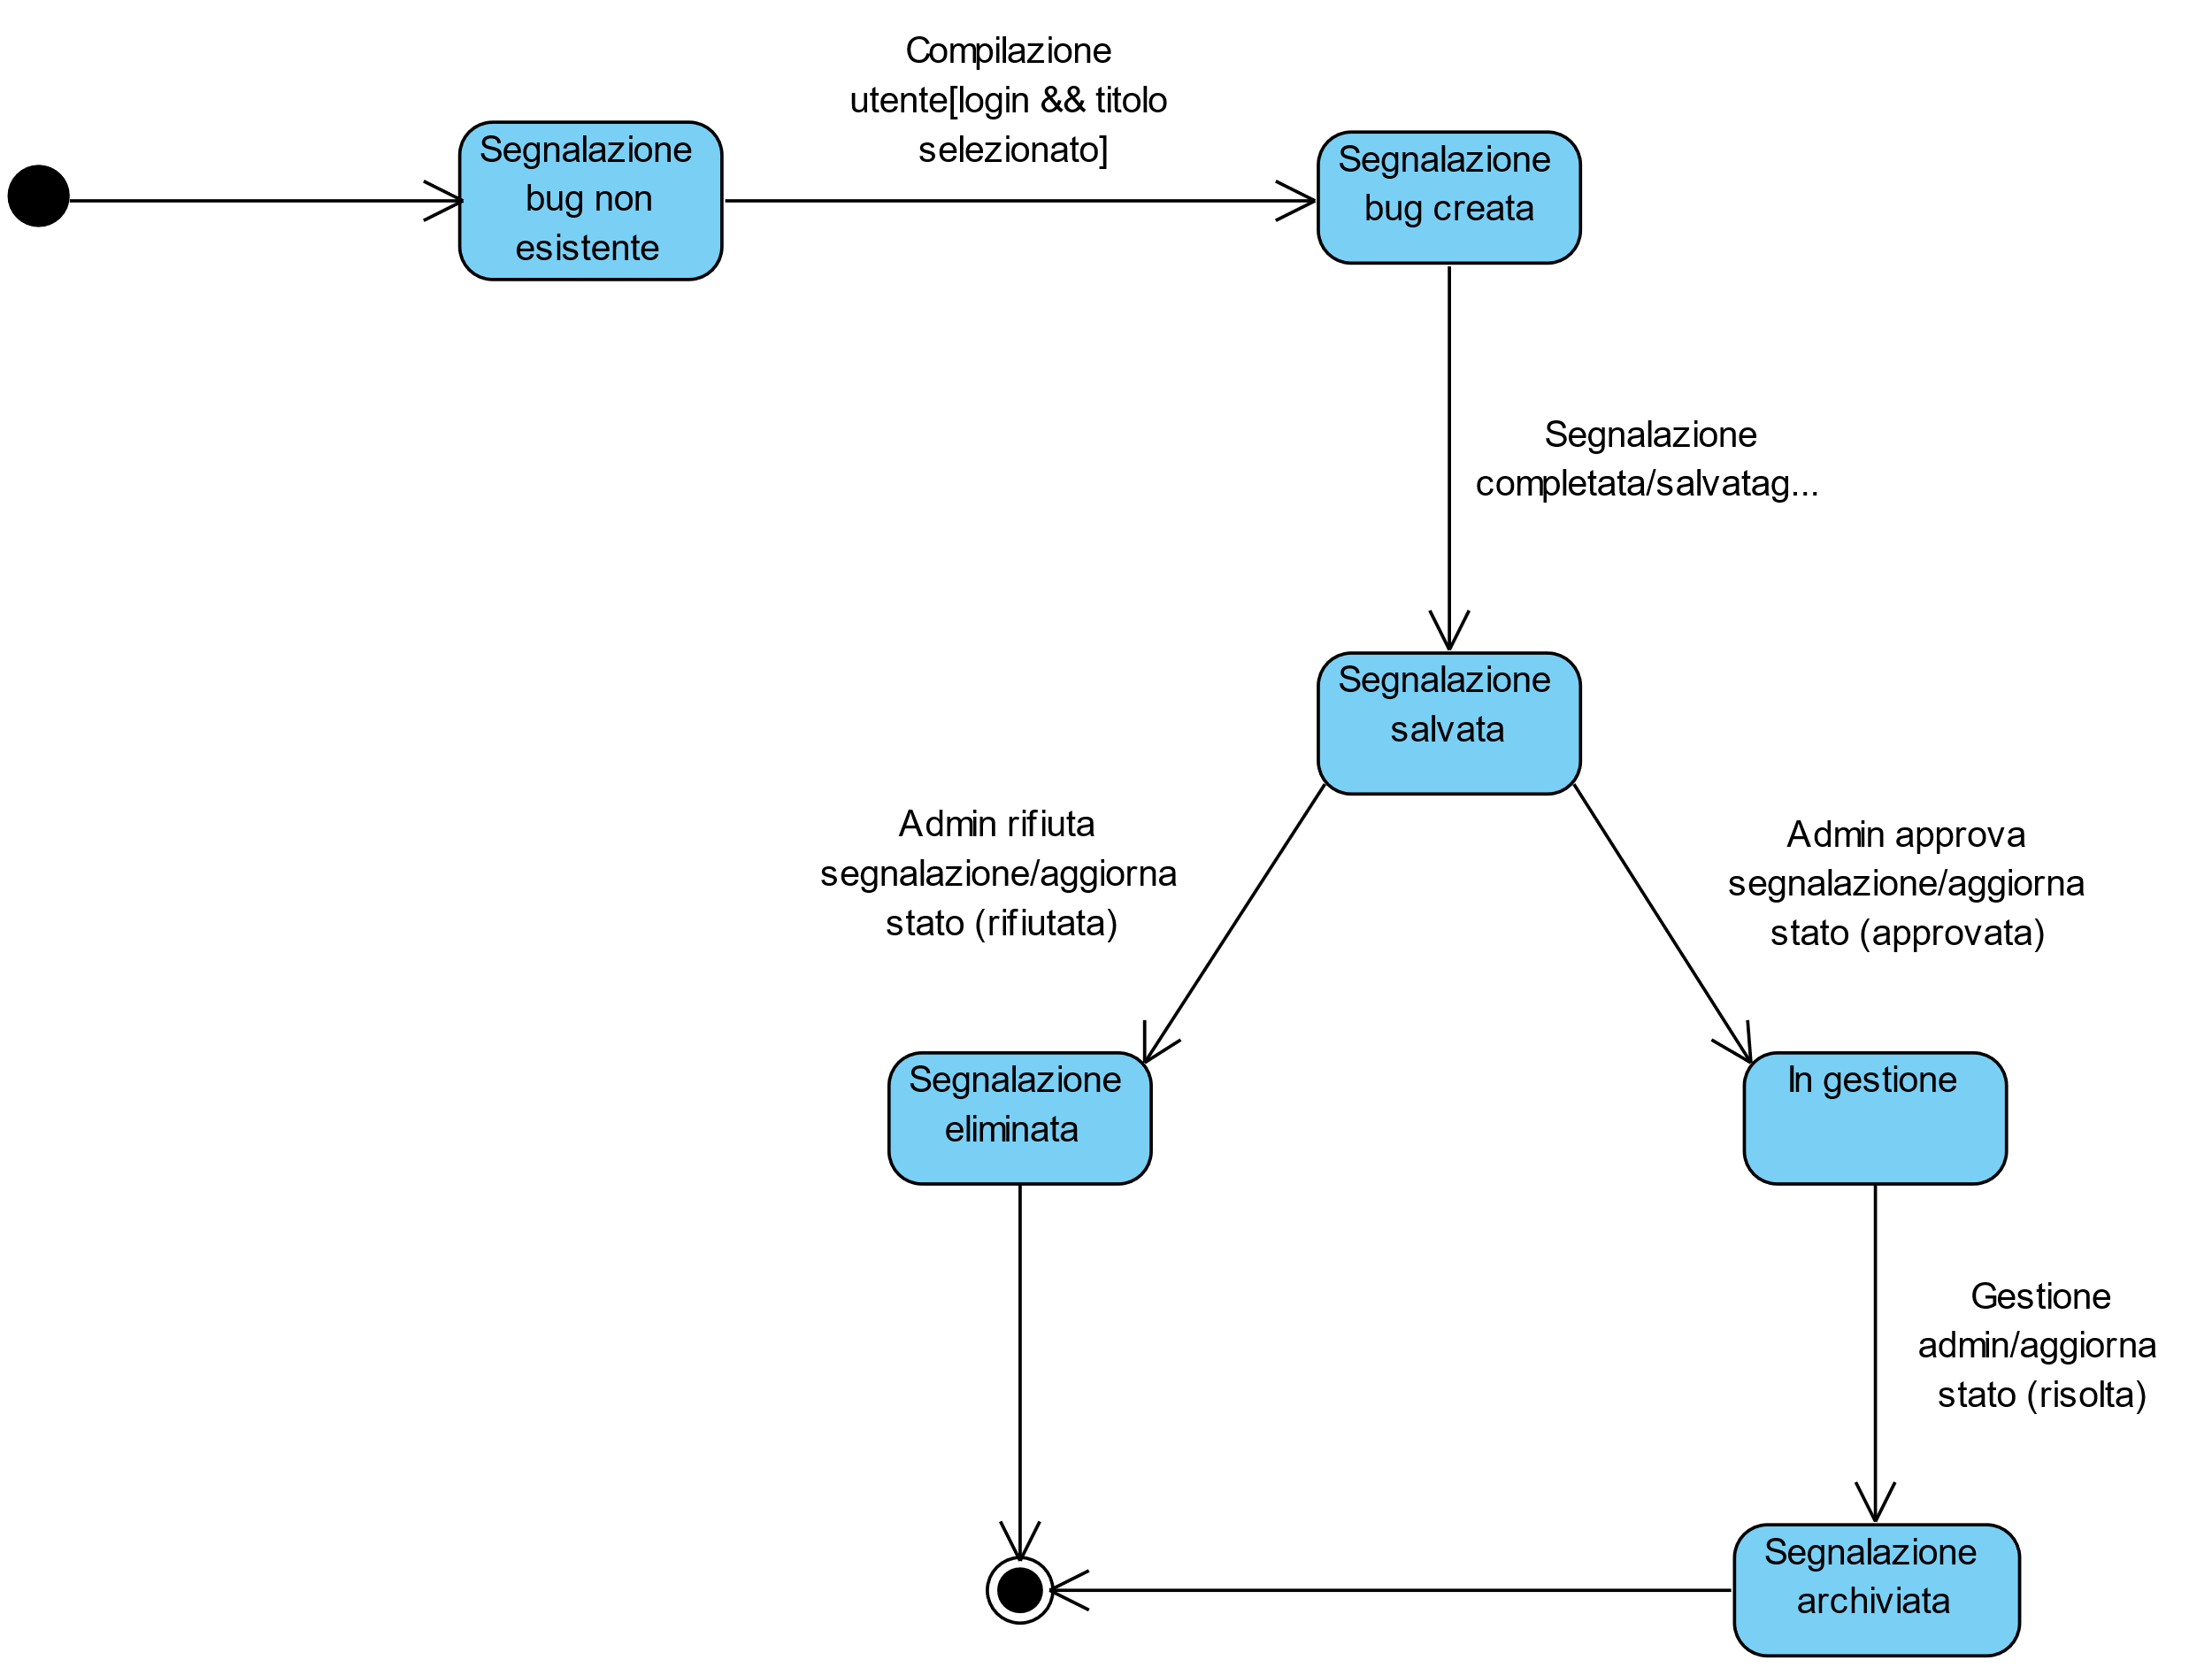 Compilazione
utente[login && titolo
selezionato]
Segnalazione
bug non
esistente
Segnalazione
bug creata
Segnalazione
completata/salvatag...
Segnalazione
salvata
Admin rifiuta
segnalazione/aggiorna
stato (rifiutata)
Admin approva
segnalazione/aggiorna
stato (approvata)
Segnalazione
eliminata
In gestione
Gestione
admin/aggiorna
stato (risolta)
Segnalazione
archiviata